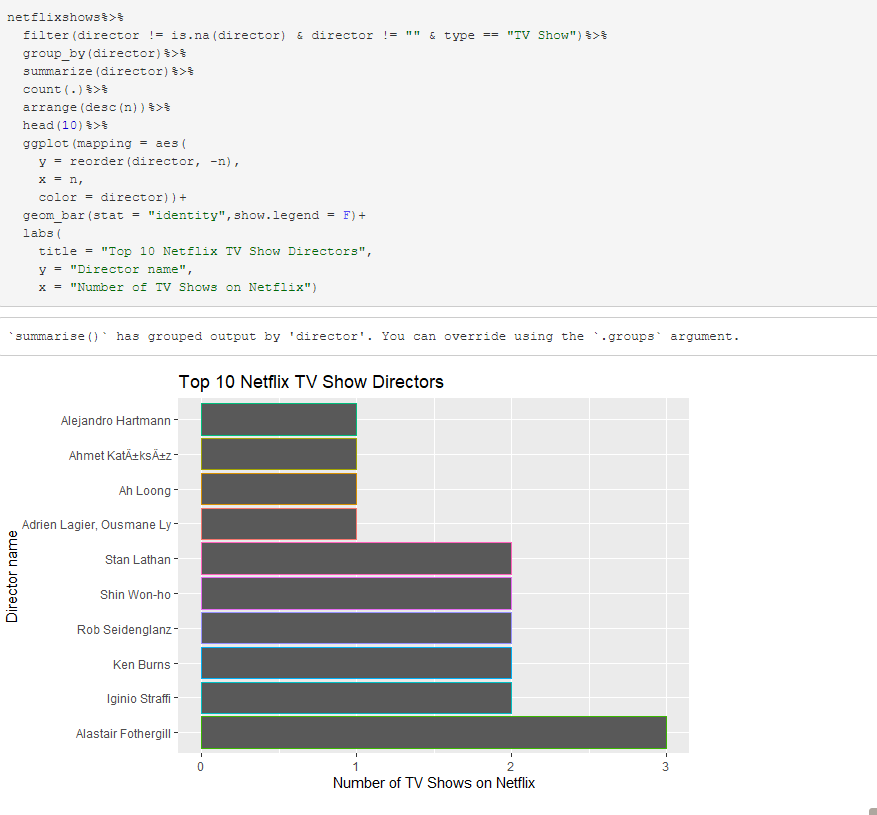 netflixshows%>%
filter(director != is.na(director) & director != "" & type == "TV Show")%>%
group_by(director)%>%
summarize(director)%>%
count(.)%>%
arrange(desc(n))%>%
head(10)%>%
ggplot(mapping = aes(
y = reorder(director, -n),
x = n,
color = director))+
geom_bar(stat = "identity",show.legend = F)+
labs(
title = "Top 10 Netflix TV Show Directors",
y = "Director name",
x = "Number of TV Shows on Netflix")
`summarise()` has grouped output by 'director'. You can override using the `.groups` argument.
Top 10 Netflix TV Show Directors
Director name
Alejandro Hartmann
Ahmet KatÄ±ksÄ±z
Ah Loong
Adrien Lagier, Ousmane Ly
Stan Lathan
Shin Won-ho
Rob Seidenglanz
Ken Burns
Iginio Straffi
Alastair Fothergill
0 1 2 3
Number of TV Shows on Netflix